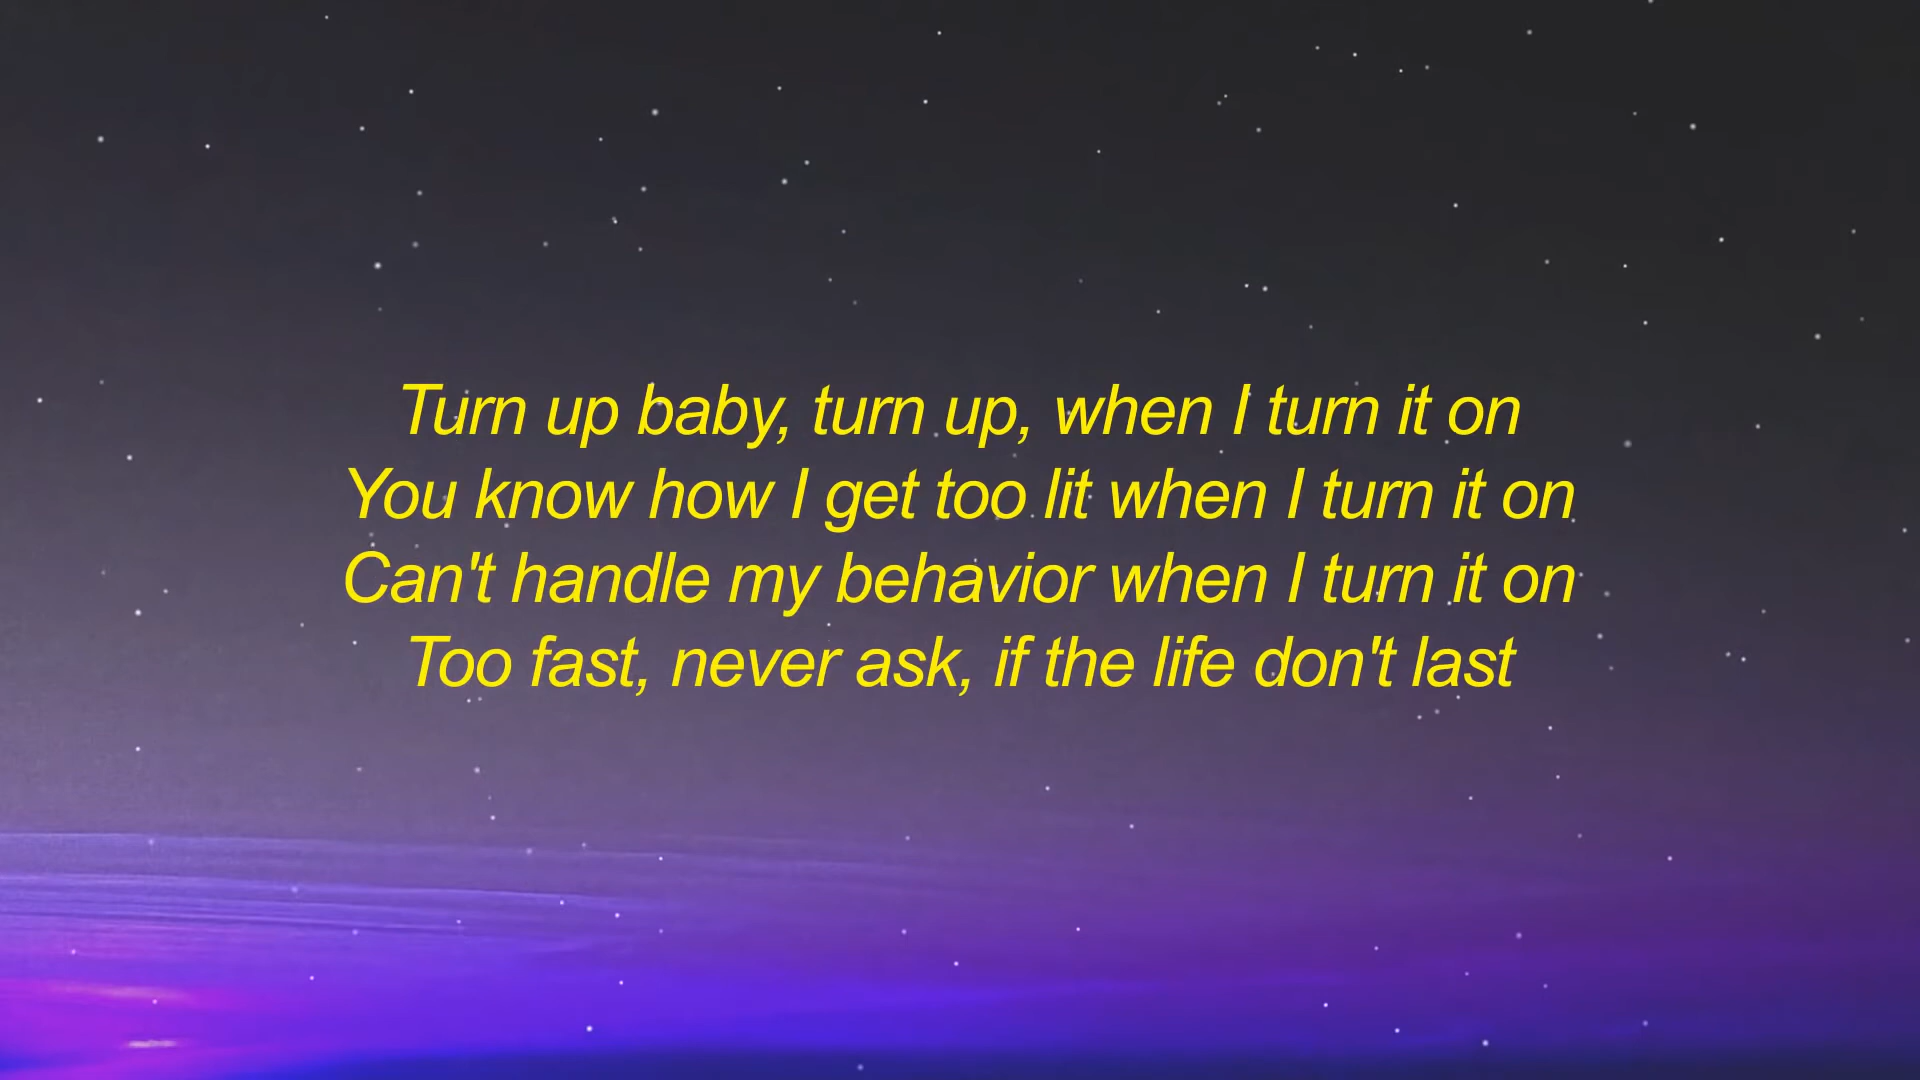 Turn up baby, turn up, when I turn it on
You know how I get too lit when I turn it on
Can't handle my behavior when I turn it on
Too fast, never ask, if the life don't last